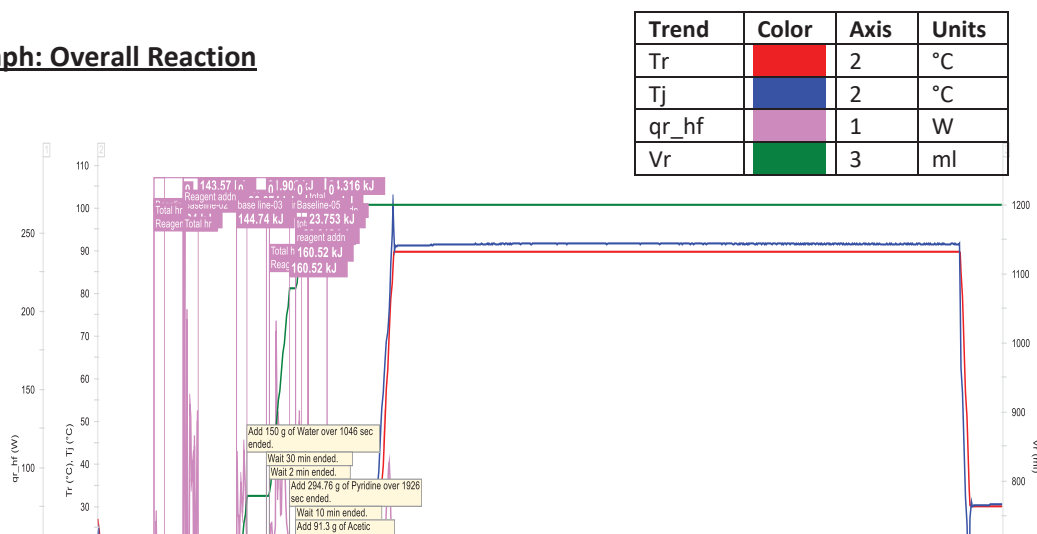 ph: Overall Reaction
Trend Color Axis Units
Tr 2 °C
Tj 2 °C
qr_hf 1 W
Vr 3 ml
1
2
110
100
90
80
70
60
50
40
30
250
200
150
100
qr_hf (W)
Tr (°C), Tj (°C)
1200
1100
1000
900
800
143.57
Reagent addn
Total hr
Total hr
base line-03
144.74 kJ
Baseline-05
23.753 kJ
reagent addn
160.52 kJ
160.52 kJ
Add 150 g of Water over 1046 sec
ended.
Wait 30 min ended.
Wait 2 min ended.
Add 294.76 g of Pyridine over 1926
sec ended.
Wait 10 min ended.
Add 91.3 g of Acetic